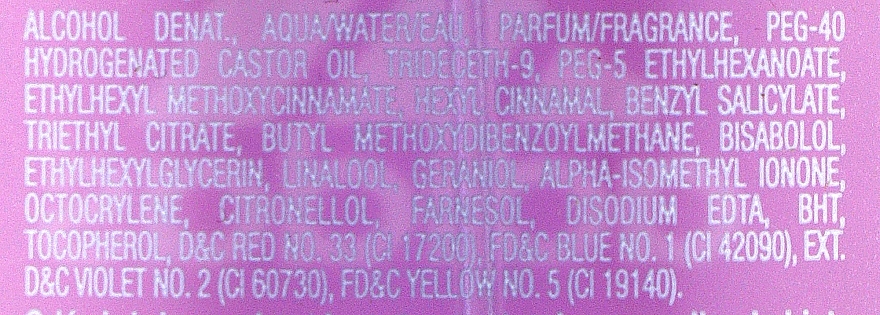 ALCOHOL DENAT., AQUA/WATER/EAU, PARFUM/FRAGRANCE, PEG-40
HYDROGENATED CASTOR OIL, TRIDECETH-9, PEG-5 ETHYLHEXANOATE,
ETHYLHEXYL METHOXYCINNAMATE, HEXYL CINNAMAL, BENZYL SALICYLATE,
TRIETHYL CITRATE, BUTYL METHOXYDIBENZOYLMETHANE, BISABOLOL,
ETHYLHEXYLGLYCERIN, LINALOOL, GERANIOL, ALPHA-ISOMETHYL IONONE,
OCTOCRYLENE, CITRONELLOL, FARNESOL, DISODIUM EDTA, BHT,
TOCOPHEROL, D&C RED NO. 33 (CI 17200), FD&C BLUE NO. 1 (CI 42090), EXT.
D&C VIOLET NO. 2 (CI 60730), FD&C YELLOW NO. 5 (CI 19140).